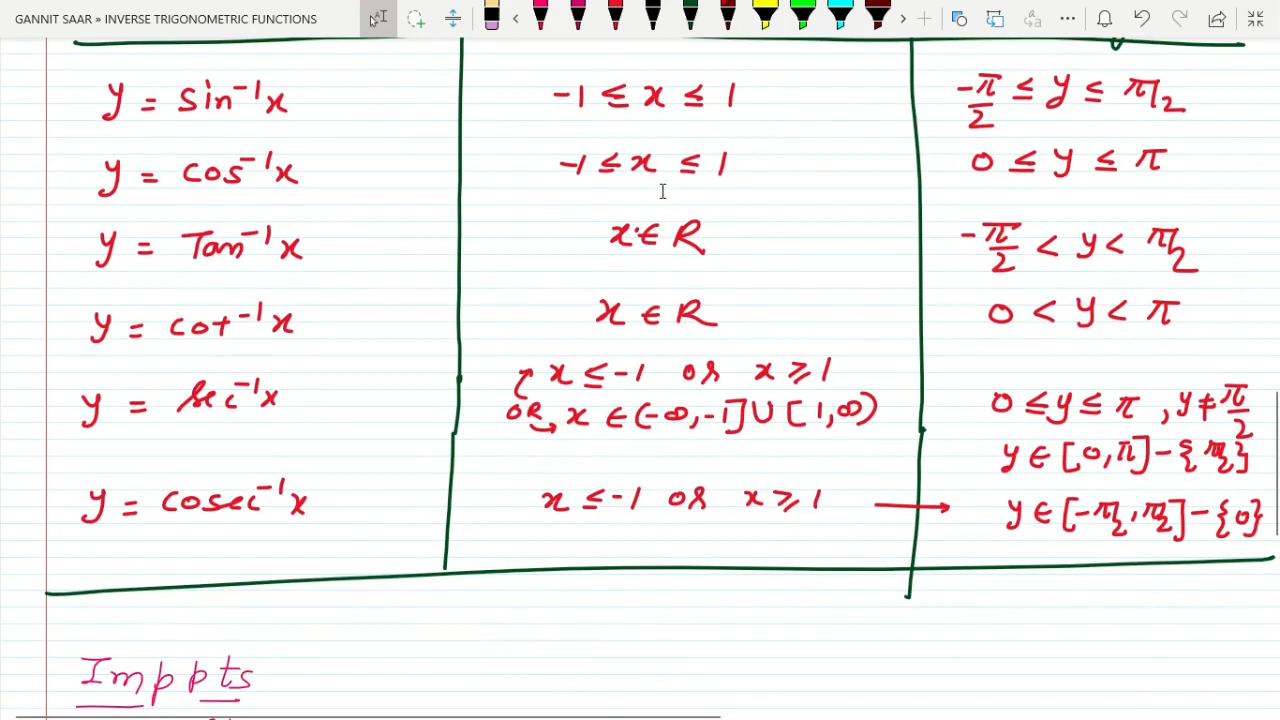 GANNIT SAAR » INVERSE TRIGONOMETRIC FUNCTIONS
y = sin⁻¹x    -1 ≤ x ≤ 1    -π/2 ≤ y ≤ π/2
y = cos⁻¹x    -1 ≤ x ≤ 1    0 ≤ y ≤ π
y = Tan⁻¹x    x ∈ R    -π/2 < y < π/2
y = cot⁻¹x    x ∈ R    0 < y < π
y = sec⁻¹x    x ≤ -1 or x ≥ 1    0 ≤ y ≤ π , y ≠ π/2
OR x ∈ (-∞, -1] ∪ [1, ∞)    y ∈ [0, π] - {π/2}
y = cosec⁻¹x    x ≤ -1 or x ≥ 1 → y ∈ [-π/2, π/2] - {0}
Imp pts